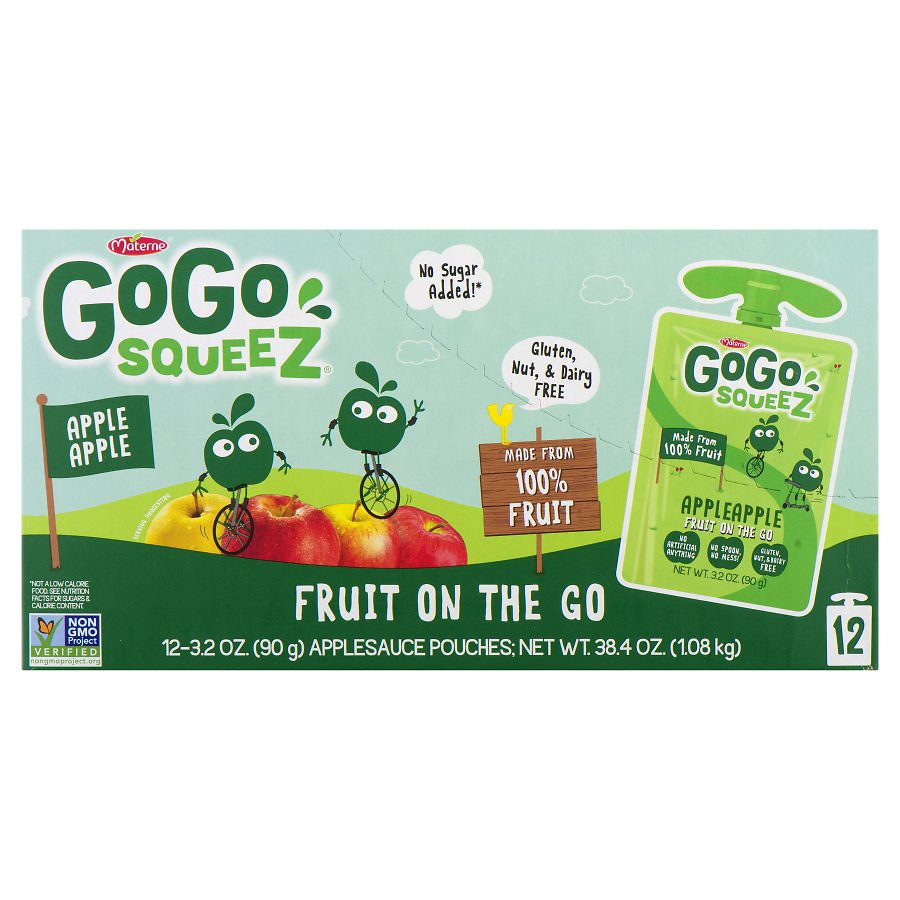 Materne
GOGO
SQUEEZ®
No Sugar
Added!*
Gluten,
Nut, & Dairy
FREE
APPLE
APPLE
SERVING SUGGESTION
MADE FROM
100%
FRUIT
Materne
GOGO
SQUEEZ
Made From
100% Fruit
APPLEAPPLE
FRUIT ON THE GO
NO
ARTIFICIAL
ANYTHING
NO SPOON,
NO MESS!
GLUTEN,
NUT, & DAIRY
FREE
NET WT. 3.2 OZ. (90 g)
*NOT A LOW CALORIE
FOOD. SEE NUTRITION
FACTS FOR SUGARS &
CALORIE CONTENT.
NON
GMO
Project
VERIFIED
nongmoproject.org
FRUIT ON THE GO
12-3.2 OZ. (90 g) APPLESAUCE POUCHES; NET WT. 38.4 OZ. (1.08 kg)
12